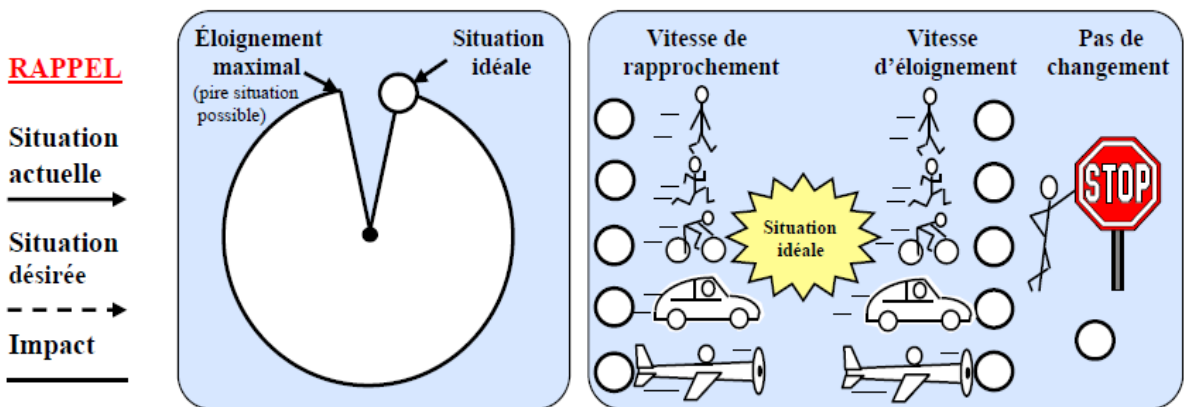 RAPPEL
Situation
actuelle
Situation
désirée
Impact
Éloignement
maximal
(pire situation
possible)
Situation
idéale
Vitesse de
rapprochement
Vitesse
d'éloignement
Pas de
changement
Situation
idéale
STOP